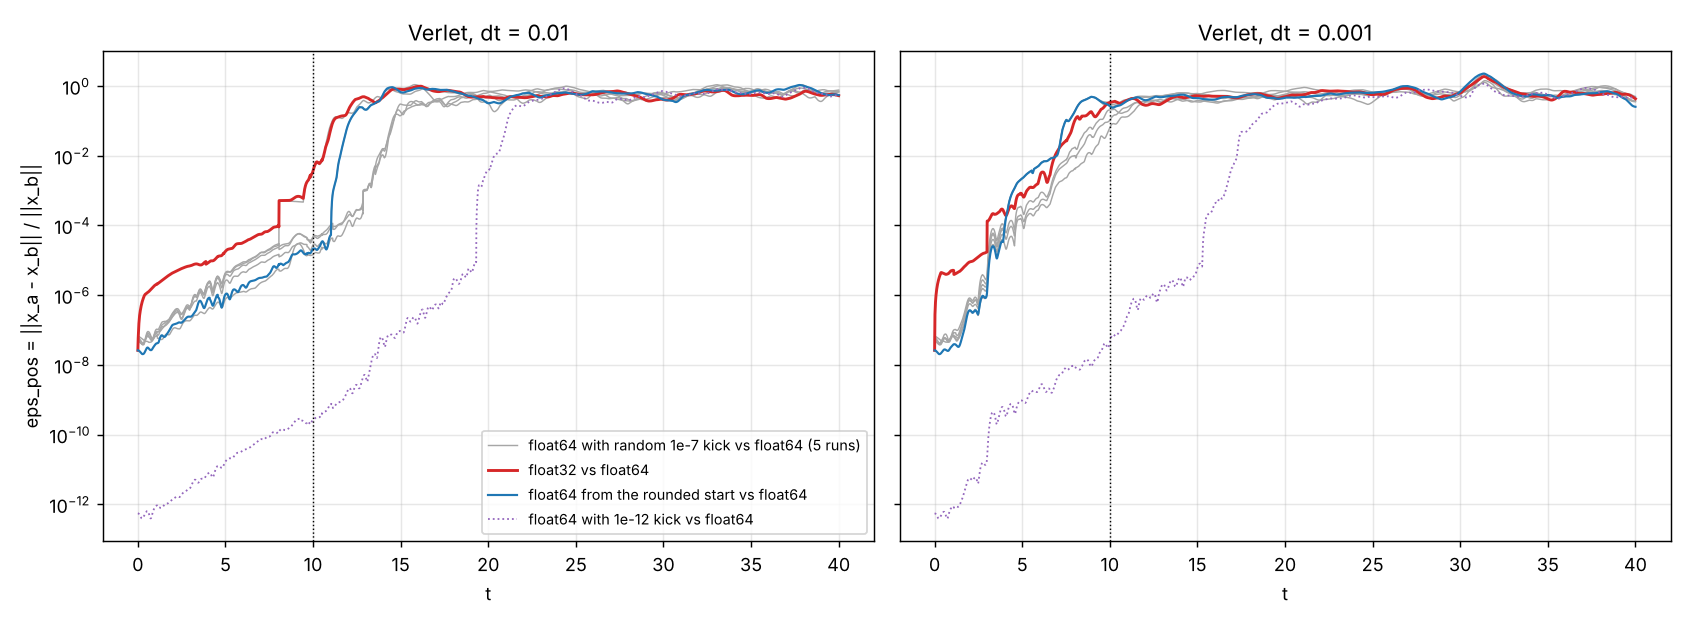 Verlet, dt = 0.01
Verlet, dt = 0.001
eps_pos = ||x_a - x_b|| / ||x_b||
10⁰
10⁻²
10⁻⁴
10⁻⁶
10⁻⁸
10⁻¹⁰
10⁻¹²
float64 with random 1e-7 kick vs float64 (5 runs)
float32 vs float64
float64 from the rounded start vs float64
float64 with 1e-12 kick vs float64
0 5 10 15 20 25 30 35 40
0 5 10 15 20 25 30 35 40
t
t